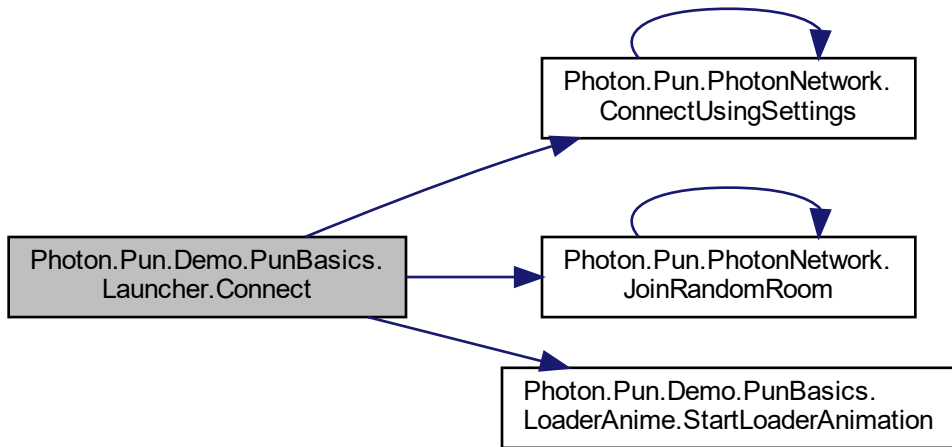 Photon.Pun.PhotonNetwork.
ConnectUsingSettings
Photon.Pun.Demo.PunBasics.
Launcher.Connect
Photon.Pun.PhotonNetwork.
JoinRandomRoom
Photon.Pun.Demo.PunBasics.
LoaderAnime.StartLoaderAnimation